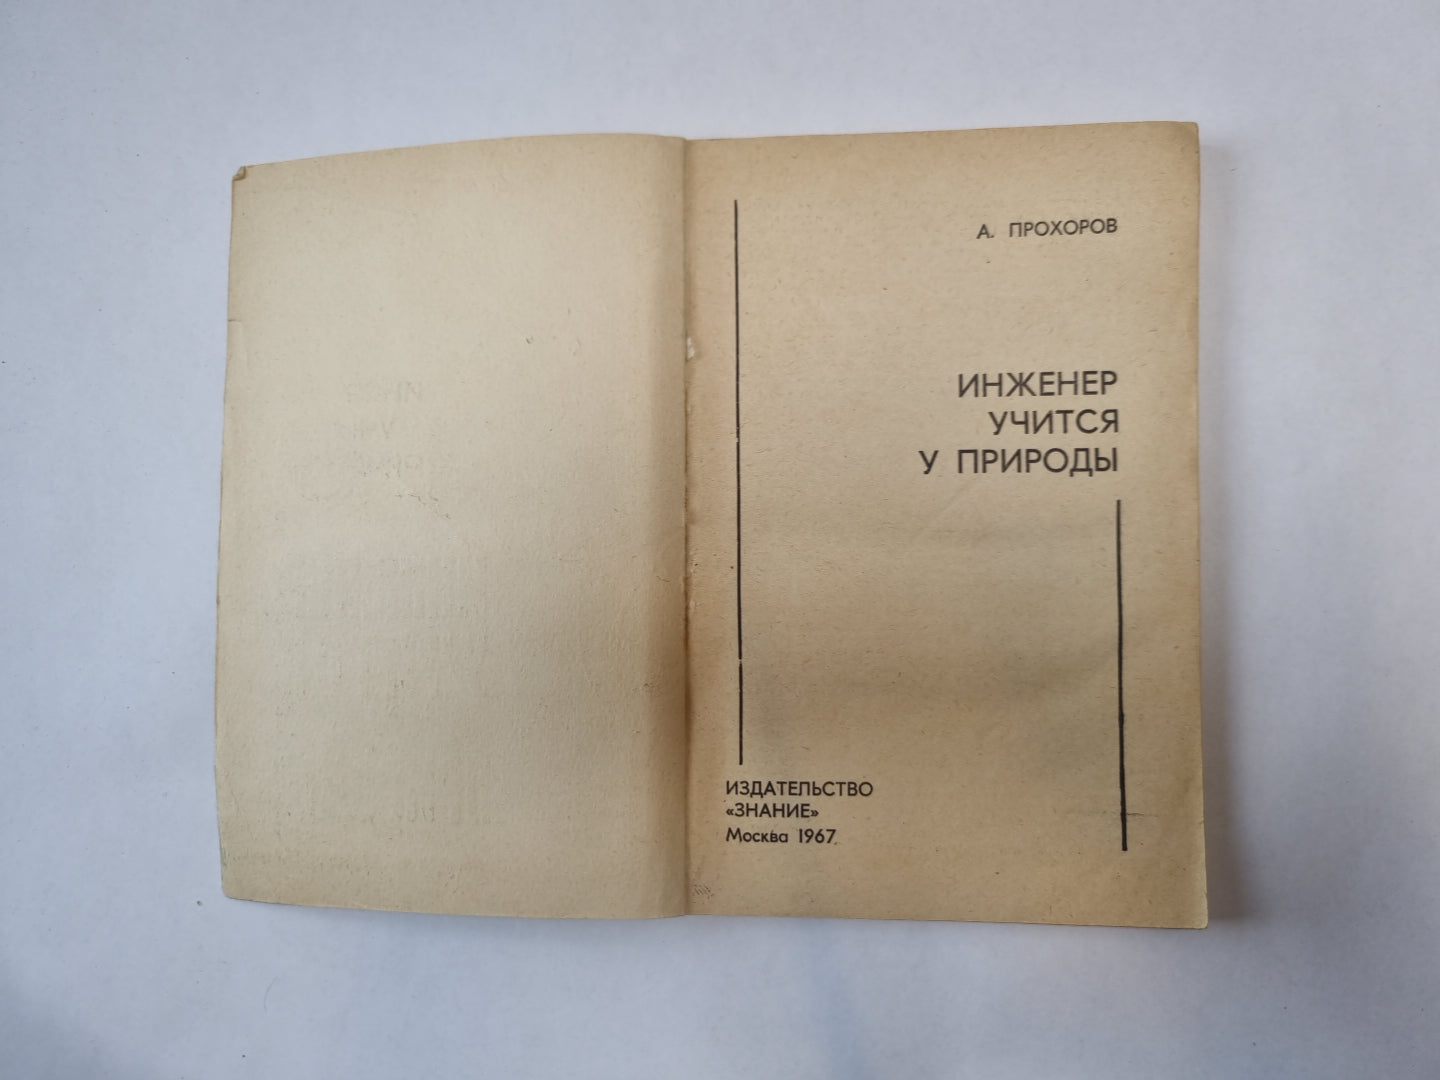 А. ПРОХОРОВ
ИНЖЕНЕР
УЧИТСЯ
У ПРИРОДЫ
ИЗДАТЕЛЬСТВО
«ЗНАНИЕ»
Москва 1967